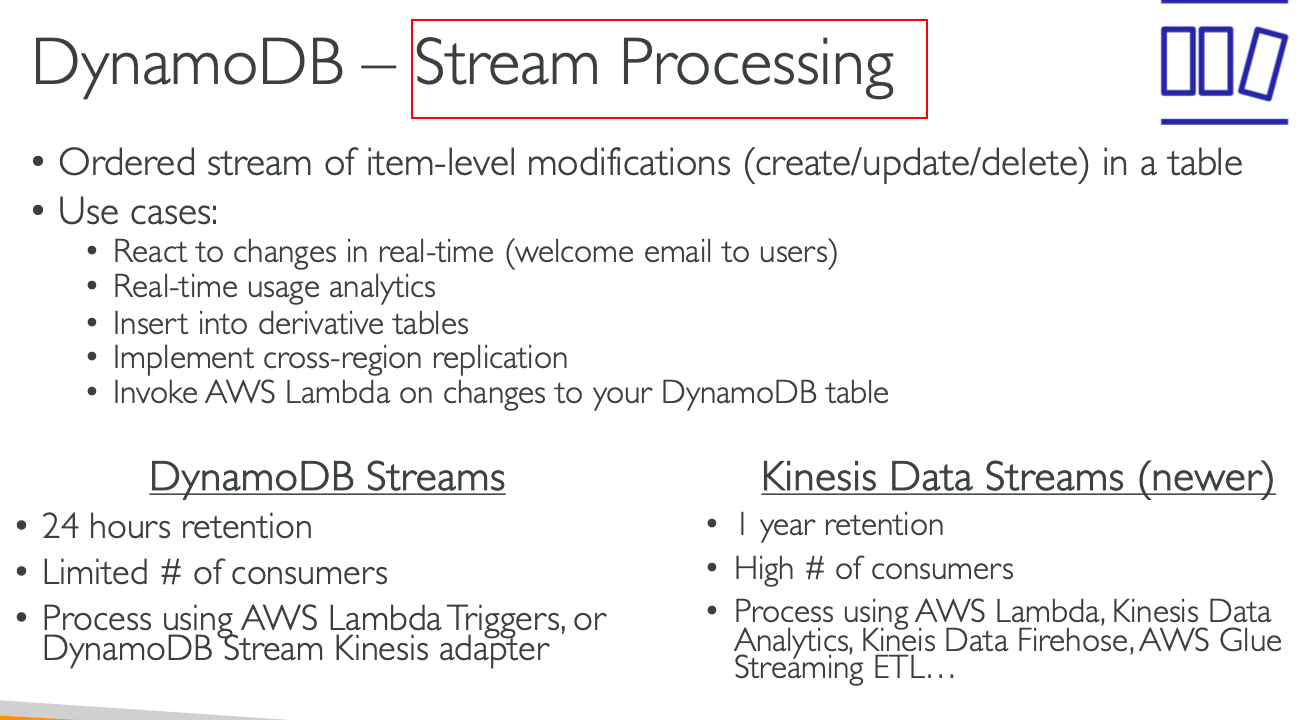 DynamoDB – Stream Processing
• Ordered stream of item-level modifications (create/update/delete) in a table
• Use cases:
• React to changes in real-time (welcome email to users)
• Real-time usage analytics
• Insert into derivative tables
• Implement cross-region replication
• Invoke AWS Lambda on changes to your DynamoDB table
DynamoDB Streams
• 24 hours retention
• Limited # of consumers
• Process using AWS Lambda Triggers, or
DynamoDB Stream Kinesis adapter
Kinesis Data Streams (newer)
• 1 year retention
• High # of consumers
• Process using AWS Lambda, Kinesis Data
Analytics, Kineis Data Firehose, AWS Glue
Streaming ETL…